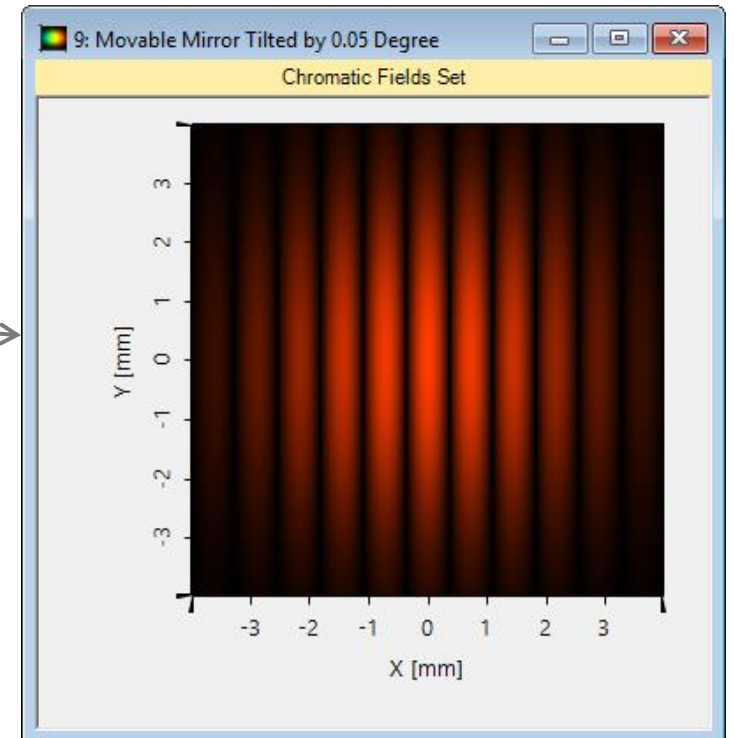 9: Movable Mirror Tilted by 0.05 Degree
Chromatic Fields Set
3
2
1
0
-1
-2
-3
Y [mm]
-3 -2 -1 0 1 2 3
X [mm]